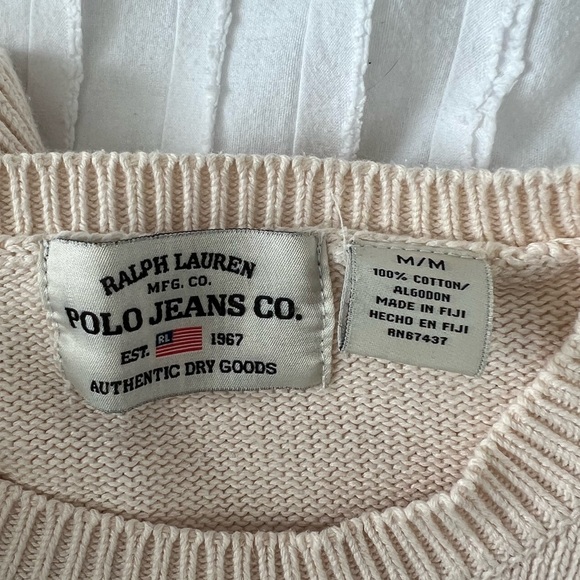 RALPH LAUREN
MFG. CO.
POLO JEANS CO.
EST. RL 1967
AUTHENTIC DRY GOODS
M/M
100% COTTON/
ALGODON
MADE IN FIJI
HECHO EN FIJI
RN67437